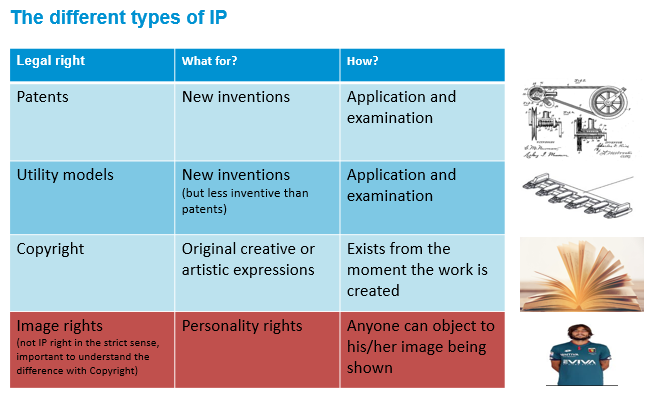 The different types of IP
Legal right
What for?
How?
Patents
New inventions
Application and
examination
Utility models
New inventions
(but less inventive than
patents)
Application and
examination
Copyright
Original creative or
artistic expressions
Exists from the
moment the work is
created
Image rights
(not IP right in the strict sense,
important to understand the
difference with Copyright)
Personality rights
Anyone can object to
his/her image being
shown
EVIVA